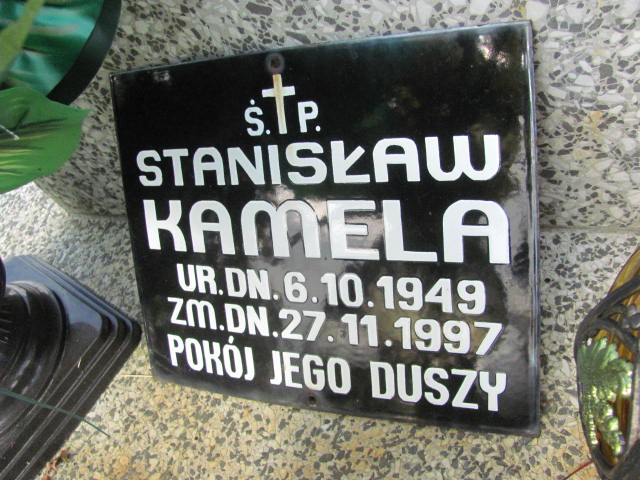 Ś. P.
STANISŁAW
KAMELA
UR.DN.6.10.1949
ZM.DN.27.11.1997
POKÓJ JEGO DUSZY